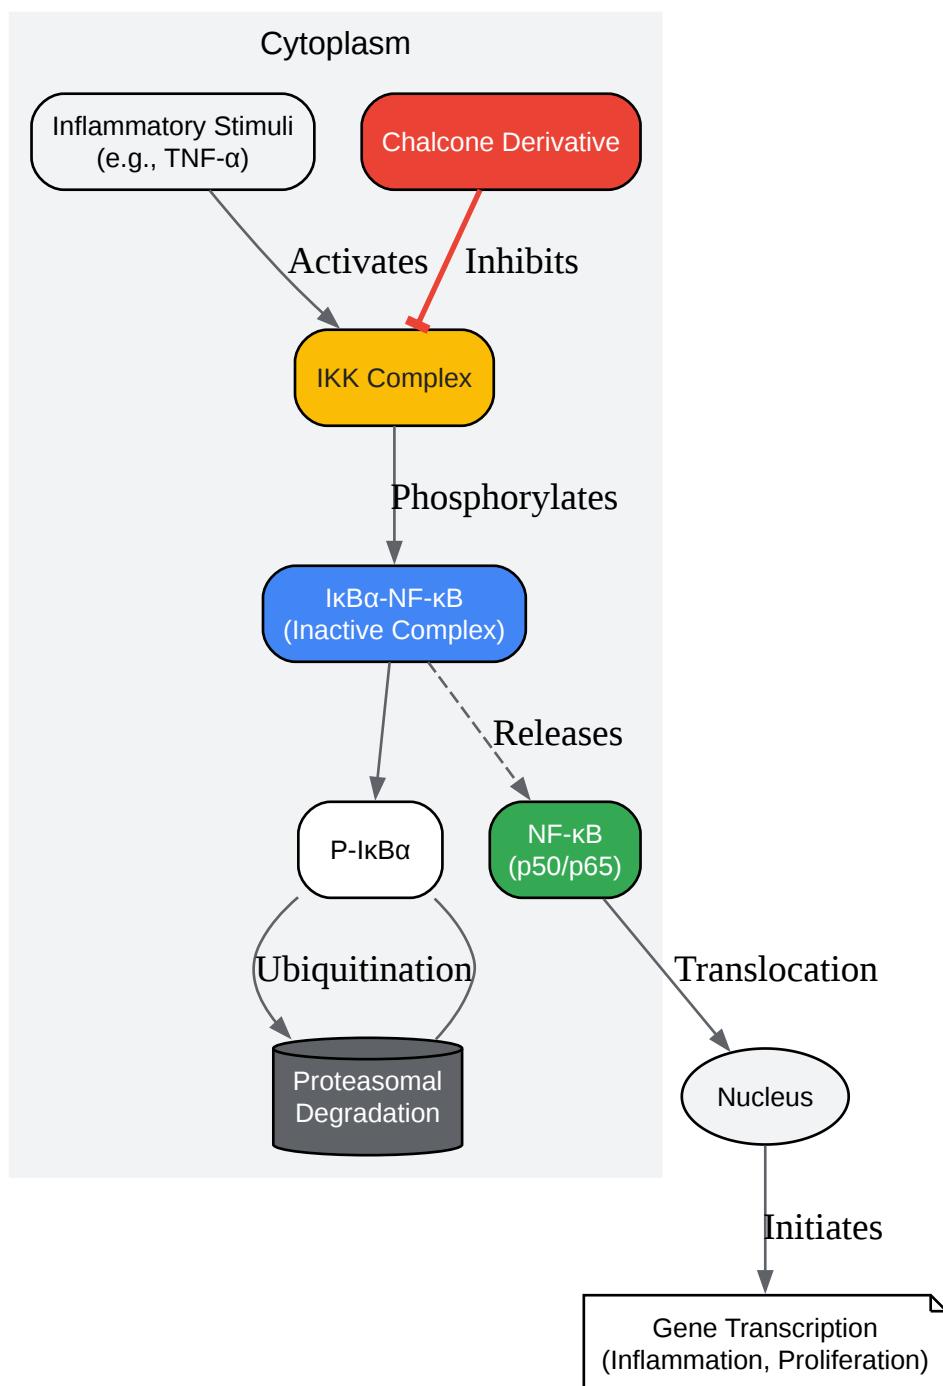 Cytoplasm
Inflammatory Stimuli
(e.g., TNF-α)
Chalcone Derivative
Activates
Inhibits
IKK Complex
Phosphorylates
IκBα-NF-κB
(Inactive Complex)
Releases
P-IκBα
NF-κB
(p50/p65)
Ubiquitination
Translocation
Proteasomal
Degradation
Nucleus
Initiates
Gene Transcription
(Inflammation, Proliferation)